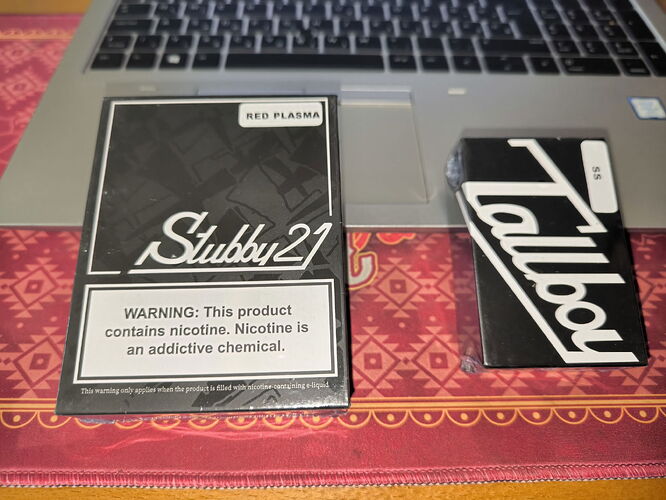 RED PLASMA
Stubby21
WARNING: This product
contains nicotine. Nicotine is
an addictive chemical.
This warning only applies when the product is filled with nicotine-containing e-liquid
SS
Tallboy